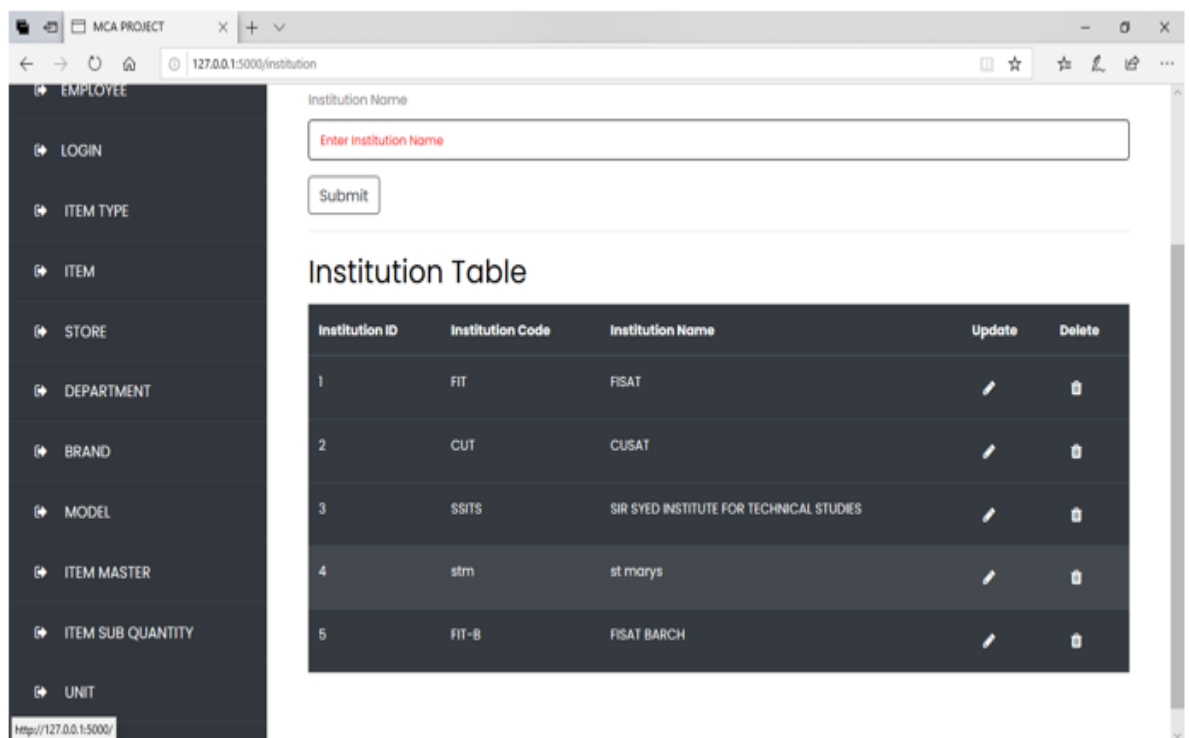 MCA PROJECT
127.0.0.1:5000/institution
EMPLOYEE
LOGIN
ITEM TYPE
ITEM
STORE
DEPARTMENT
BRAND
MODEL
ITEM MASTER
ITEM SUB QUANTITY
UNIT
http://127.0.0.1:5000/
Institution Name
Enter Institution Name
Submit
Institution Table
Institution ID Institution Code Institution Name Update Delete
1 FIT FISAT
2 CUT CUSAT
3 SSITS SIR SYED INSTITUTE FOR TECHNICAL STUDIES
4 stm st marys
5 FIT-B FISAT BARCH